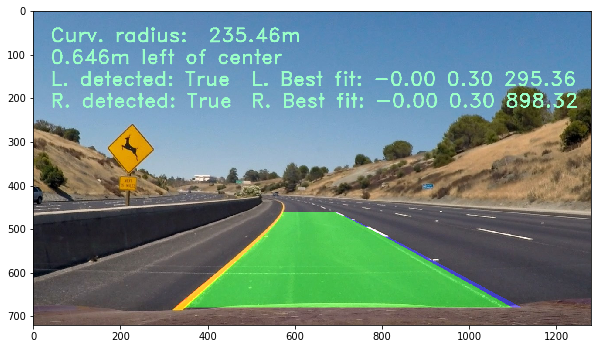 0
100
200
300
400
500
600
700
Curv. radius:  235.46m
0.646m left of center
L. detected: True  L. Best fit: −0.00 0.30 295.36
R. detected: True  R. Best fit: −0.00 0.30 898.32
0 200 400 600 800 1000 1200